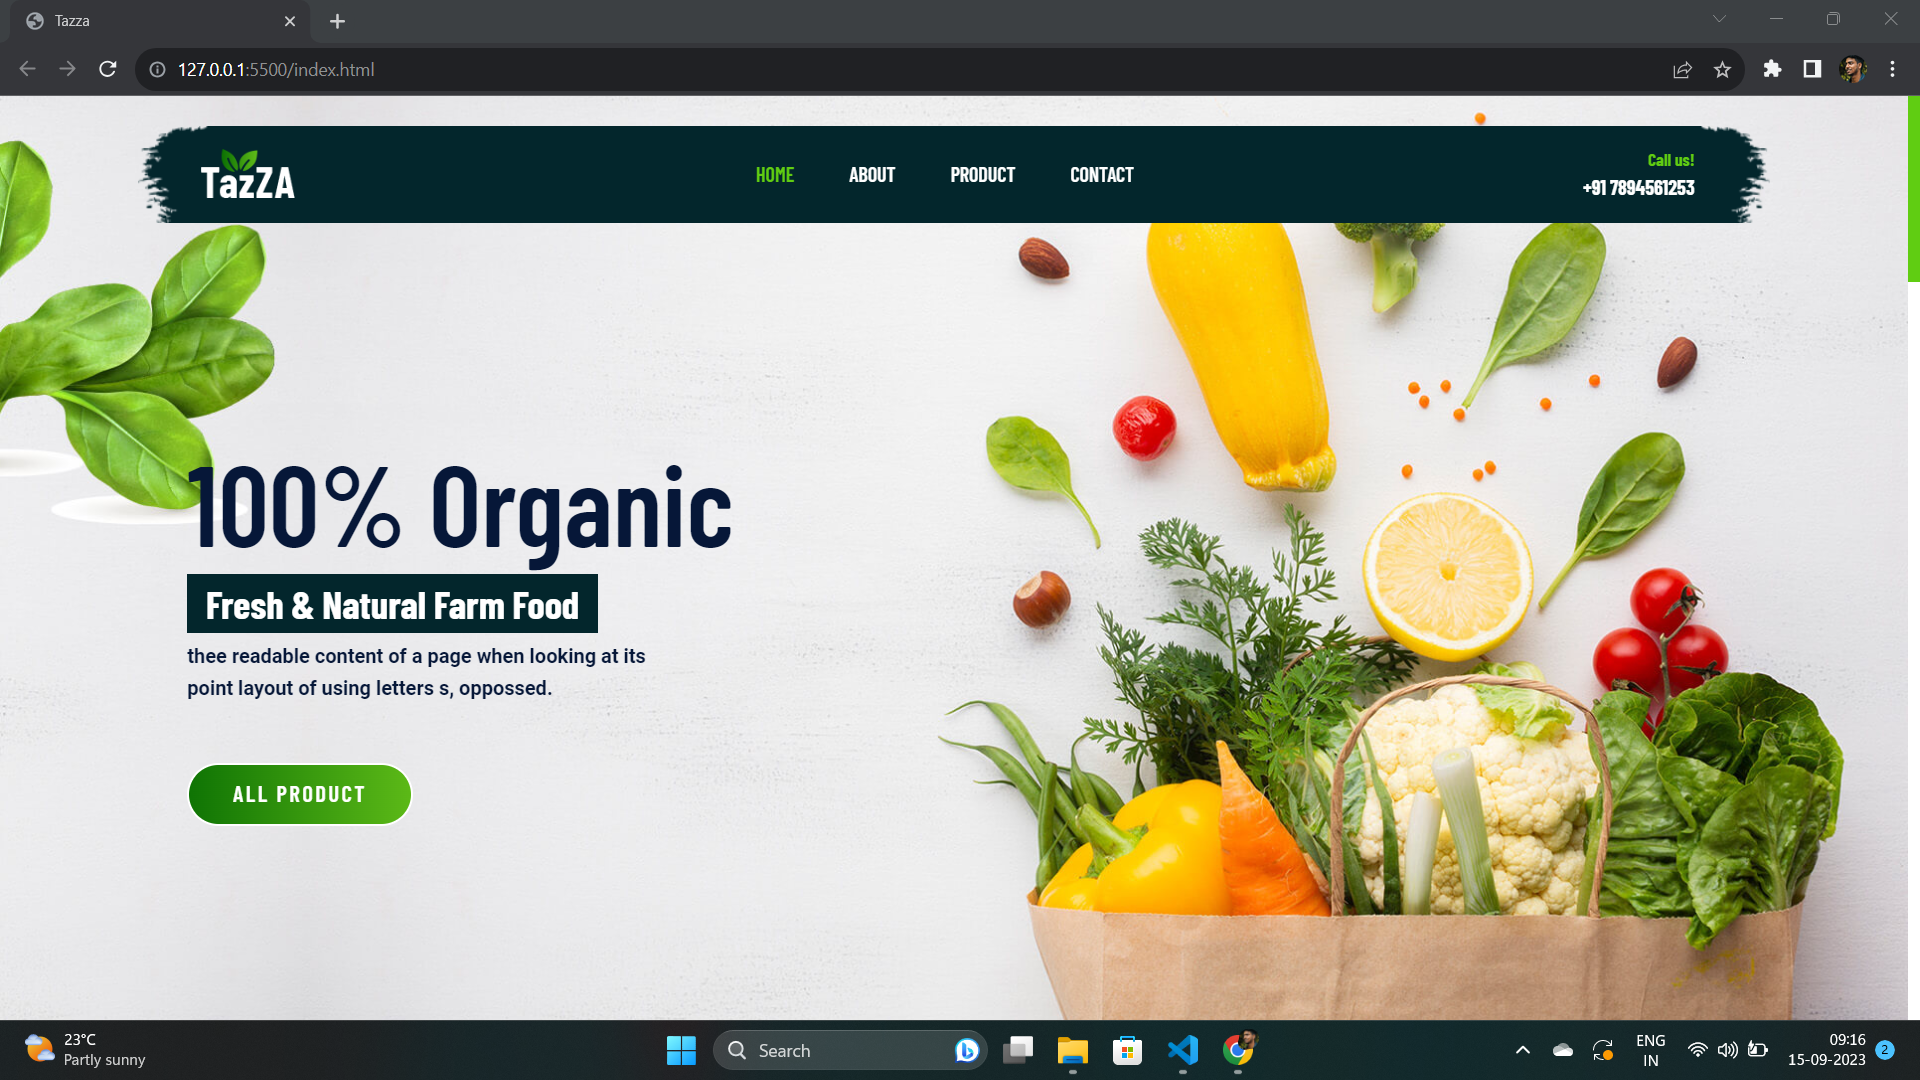 Tazza
127.0.0.1:5500/index.html
TazZA
HOME ABOUT PRODUCT CONTACT
Call us!
+91 7894561253
100% Organic
Fresh & Natural Farm Food
thee readable content of a page when looking at its
point layout of using letters s, oppossed.
ALL PRODUCT
23°C
Partly sunny
Search
ENG
IN
09:16
15-09-2023
2